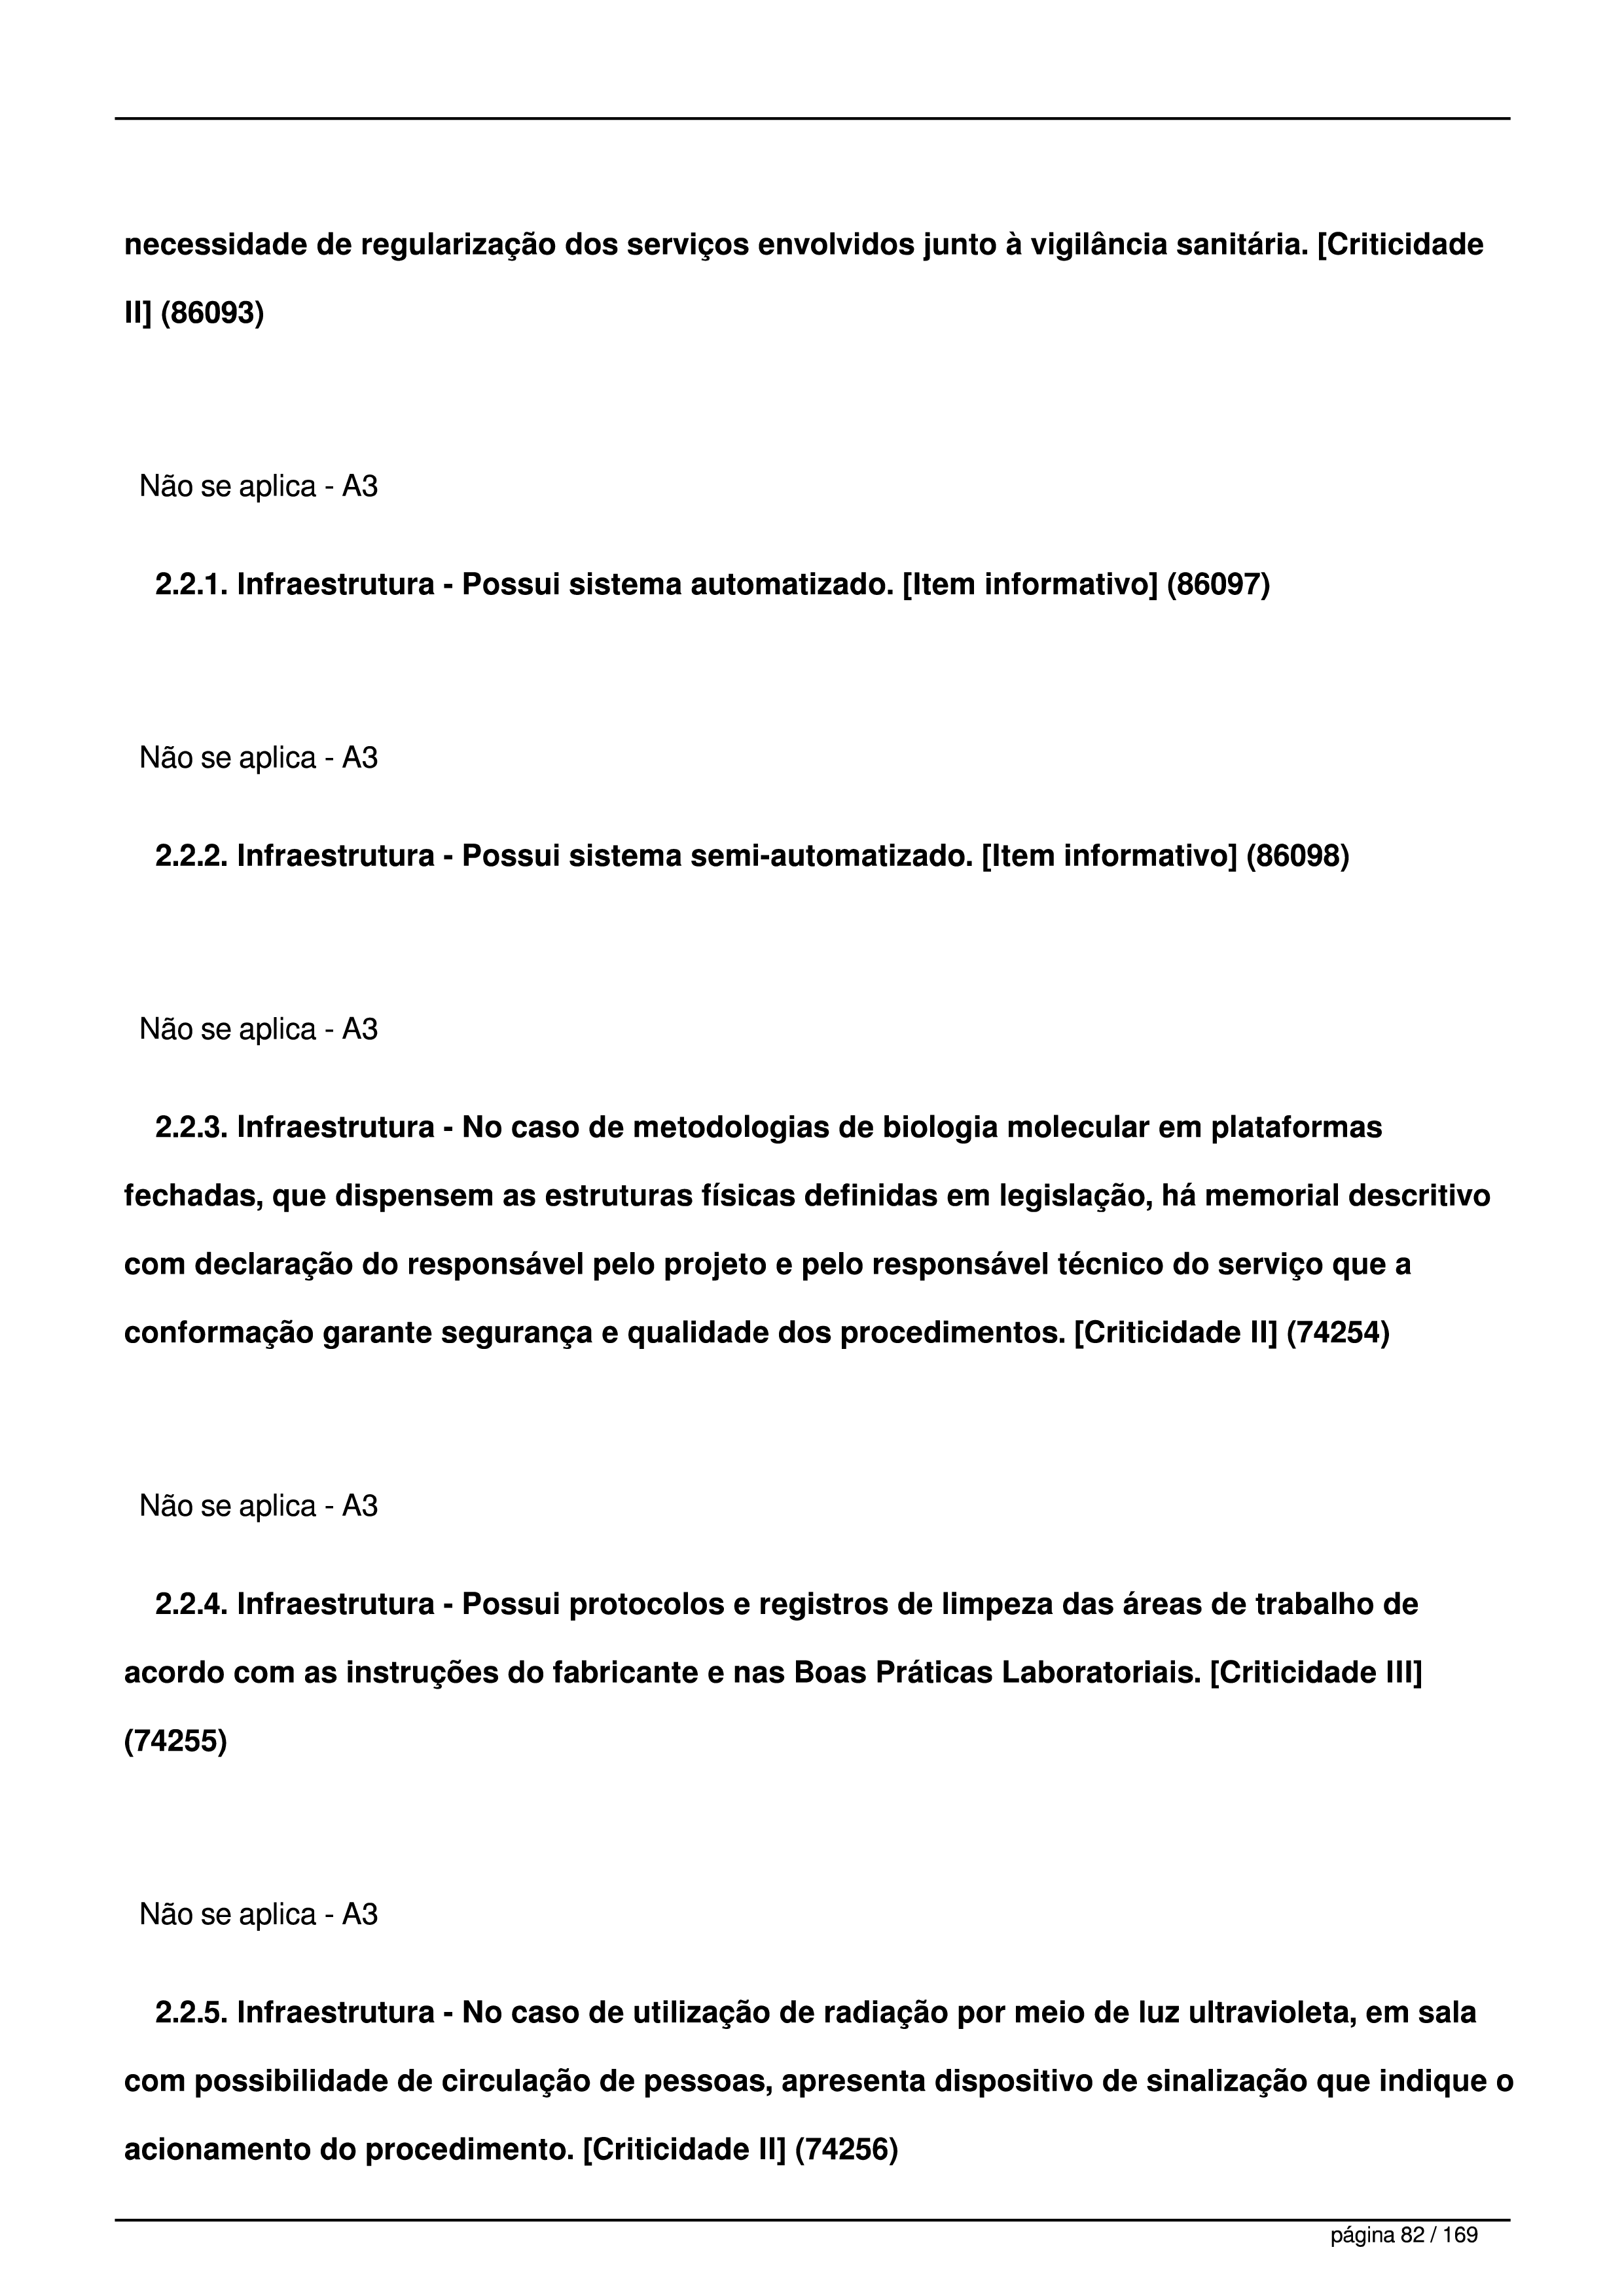 necessidade de regularização dos serviços envolvidos junto à vigilância sanitária. [Criticidade
II] (86093)
Não se aplica - A3
2.2.1. Infraestrutura - Possui sistema automatizado. [Item informativo] (86097)
Não se aplica - A3
2.2.2. Infraestrutura - Possui sistema semi-automatizado. [Item informativo] (86098)
Não se aplica - A3
2.2.3. Infraestrutura - No caso de metodologias de biologia molecular em plataformas
fechadas, que dispensem as estruturas físicas definidas em legislação, há memorial descritivo
com declaração do responsável pelo projeto e pelo responsável técnico do serviço que a
conformação garante segurança e qualidade dos procedimentos. [Criticidade II] (74254)
Não se aplica - A3
2.2.4. Infraestrutura - Possui protocolos e registros de limpeza das áreas de trabalho de
acordo com as instruções do fabricante e nas Boas Práticas Laboratoriais. [Criticidade III]
(74255)
Não se aplica - A3
2.2.5. Infraestrutura - No caso de utilização de radiação por meio de luz ultravioleta, em sala
com possibilidade de circulação de pessoas, apresenta dispositivo de sinalização que indique o
acionamento do procedimento. [Criticidade II] (74256)
página 82 / 169